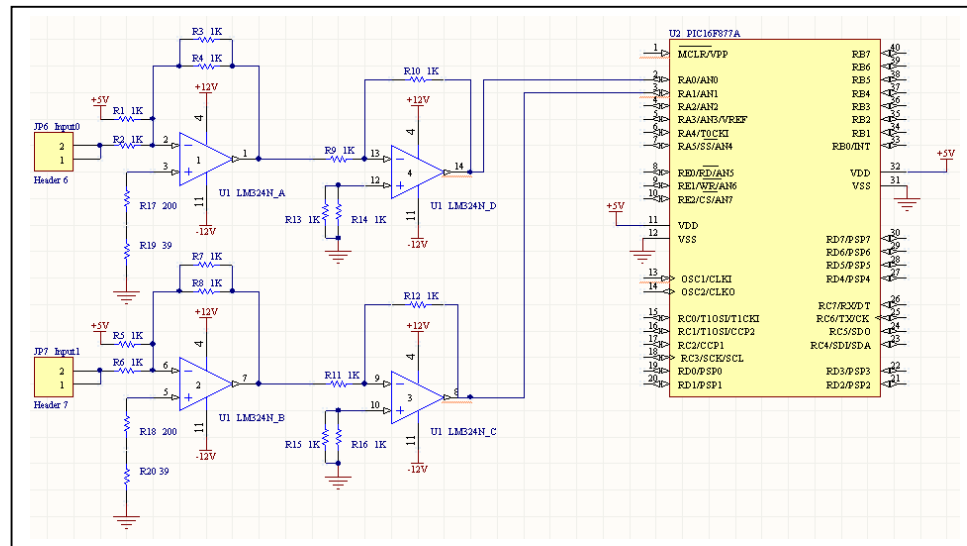 R3 1K
R4 1K
+12V
+5V
R1 1K
4
JP6 Input0
2
1
R2 1K
2
3
1
1
Header 6
U1 LM324N_A
11
-12V
R17 200
R19 39
R10 1K
+12V
4
R9 1K
13
12
4
14
U1 LM324N_D
R13 1K
R14 1K
11
-12V
R7 1K
R8 1K
+12V
+5V
R5 1K
4
JP7 Input1
2
1
R6 1K
6
5
2
7
Header 7
U1 LM324N_B
11
-12V
R18 200
R20 39
R12 1K
+12V
4
R11 1K
9
10
3
8
U1 LM324N_C
R15 1K
R16 1K
11
-12V
U2 PIC16F877A
1 MCLR/VPP
2 RA0/AN0
3 RA1/AN1
4 RA2/AN2
5 RA3/AN3/VREF
6 RA4/T0CKI
7 RA5/SS/AN4
8 RE0/RD/AN5
9 RE1/WR/AN6
10 RE2/CS/AN7
+5V
11 VDD
12 VSS
13 OSC1/CLKI
14 OSC2/CLKO
15 RC0/T1OSI/T1CKI
16 RC1/T1OSI/CCP2
17 RC2/CCP1
18 RC3/SCK/SCL
19 RD0/PSP0
20 RD1/PSP1
RB7 40
RB6 39
RB5 38
RB4 37
RB3 36
RB2 35
RB1 34
RB0/INT 33
VDD 32
+5V
VSS 31
RD7/PSP7 30
RD6/PSP6 29
RD5/PSP5 28
RD4/PSP4 27
RC7/RX/DT 26
RC6/TX/CK 25
RC5/SDO 24
RC4/SDI/SDA 23
RD3/PSP3 22
RD2/PSP2 21